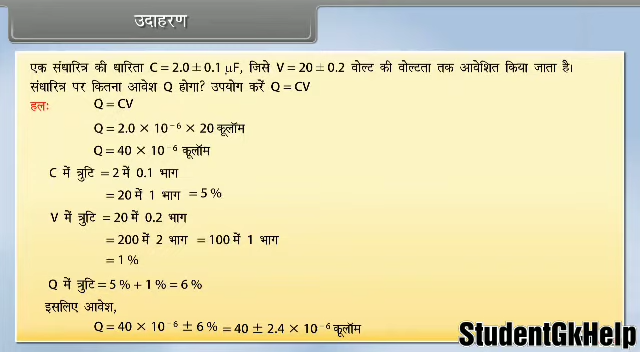 उदाहरण
एक संधारित्र की धारिता C = 2.0 ± 0.1 μF, जिसे V = 20 ± 0.2 वोल्ट की वोल्टता तक आवेशित किया जाता है।
संधारित्र पर कितना आवेश Q होगा? उपयोग करें Q = CV
हल: Q = CV
Q = 2.0 × 10⁻⁶ × 20 कूलॉम
Q = 40 × 10⁻⁶ कूलॉम
C में त्रुटि = 2 में 0.1 भाग
= 20 में 1 भाग = 5 %
V में त्रुटि = 20 में 0.2 भाग
= 200 में 2 भाग = 100 में 1 भाग
= 1 %
Q में त्रुटि = 5 % + 1 % = 6 %
इसलिए आवेश,
Q = 40 × 10⁻⁶ ± 6 % = 40 ± 2.4 × 10⁻⁶ कूलॉम
StudentGkHelp